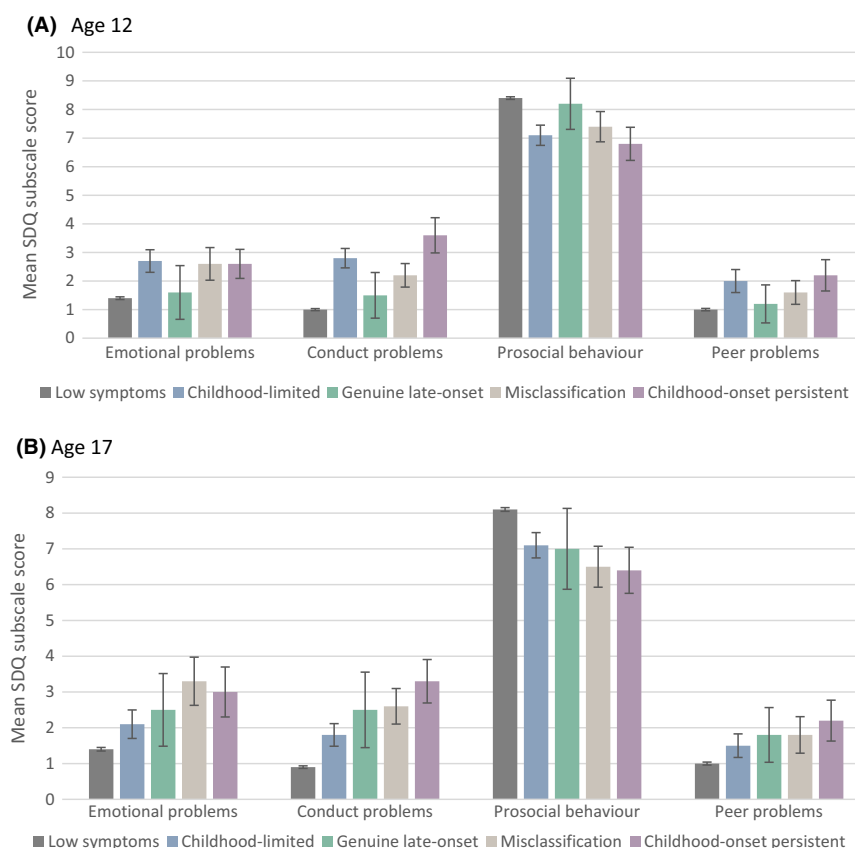 (A) Age 12
Mean SDQ subscale score
10
9
8
7
6
5
4
3
2
1
0
Emotional problems Conduct problems Prosocial behaviour Peer problems
Low symptoms Childhood-limited Genuine late-onset Misclassification Childhood-onset persistent
(B) Age 17
Mean SDQ subscale score
9
8
7
6
5
4
3
2
1
0
Emotional problems Conduct problems Prosocial behaviour Peer problems
Low symptoms Childhood-limited Genuine late-onset Misclassification Childhood-onset persistent